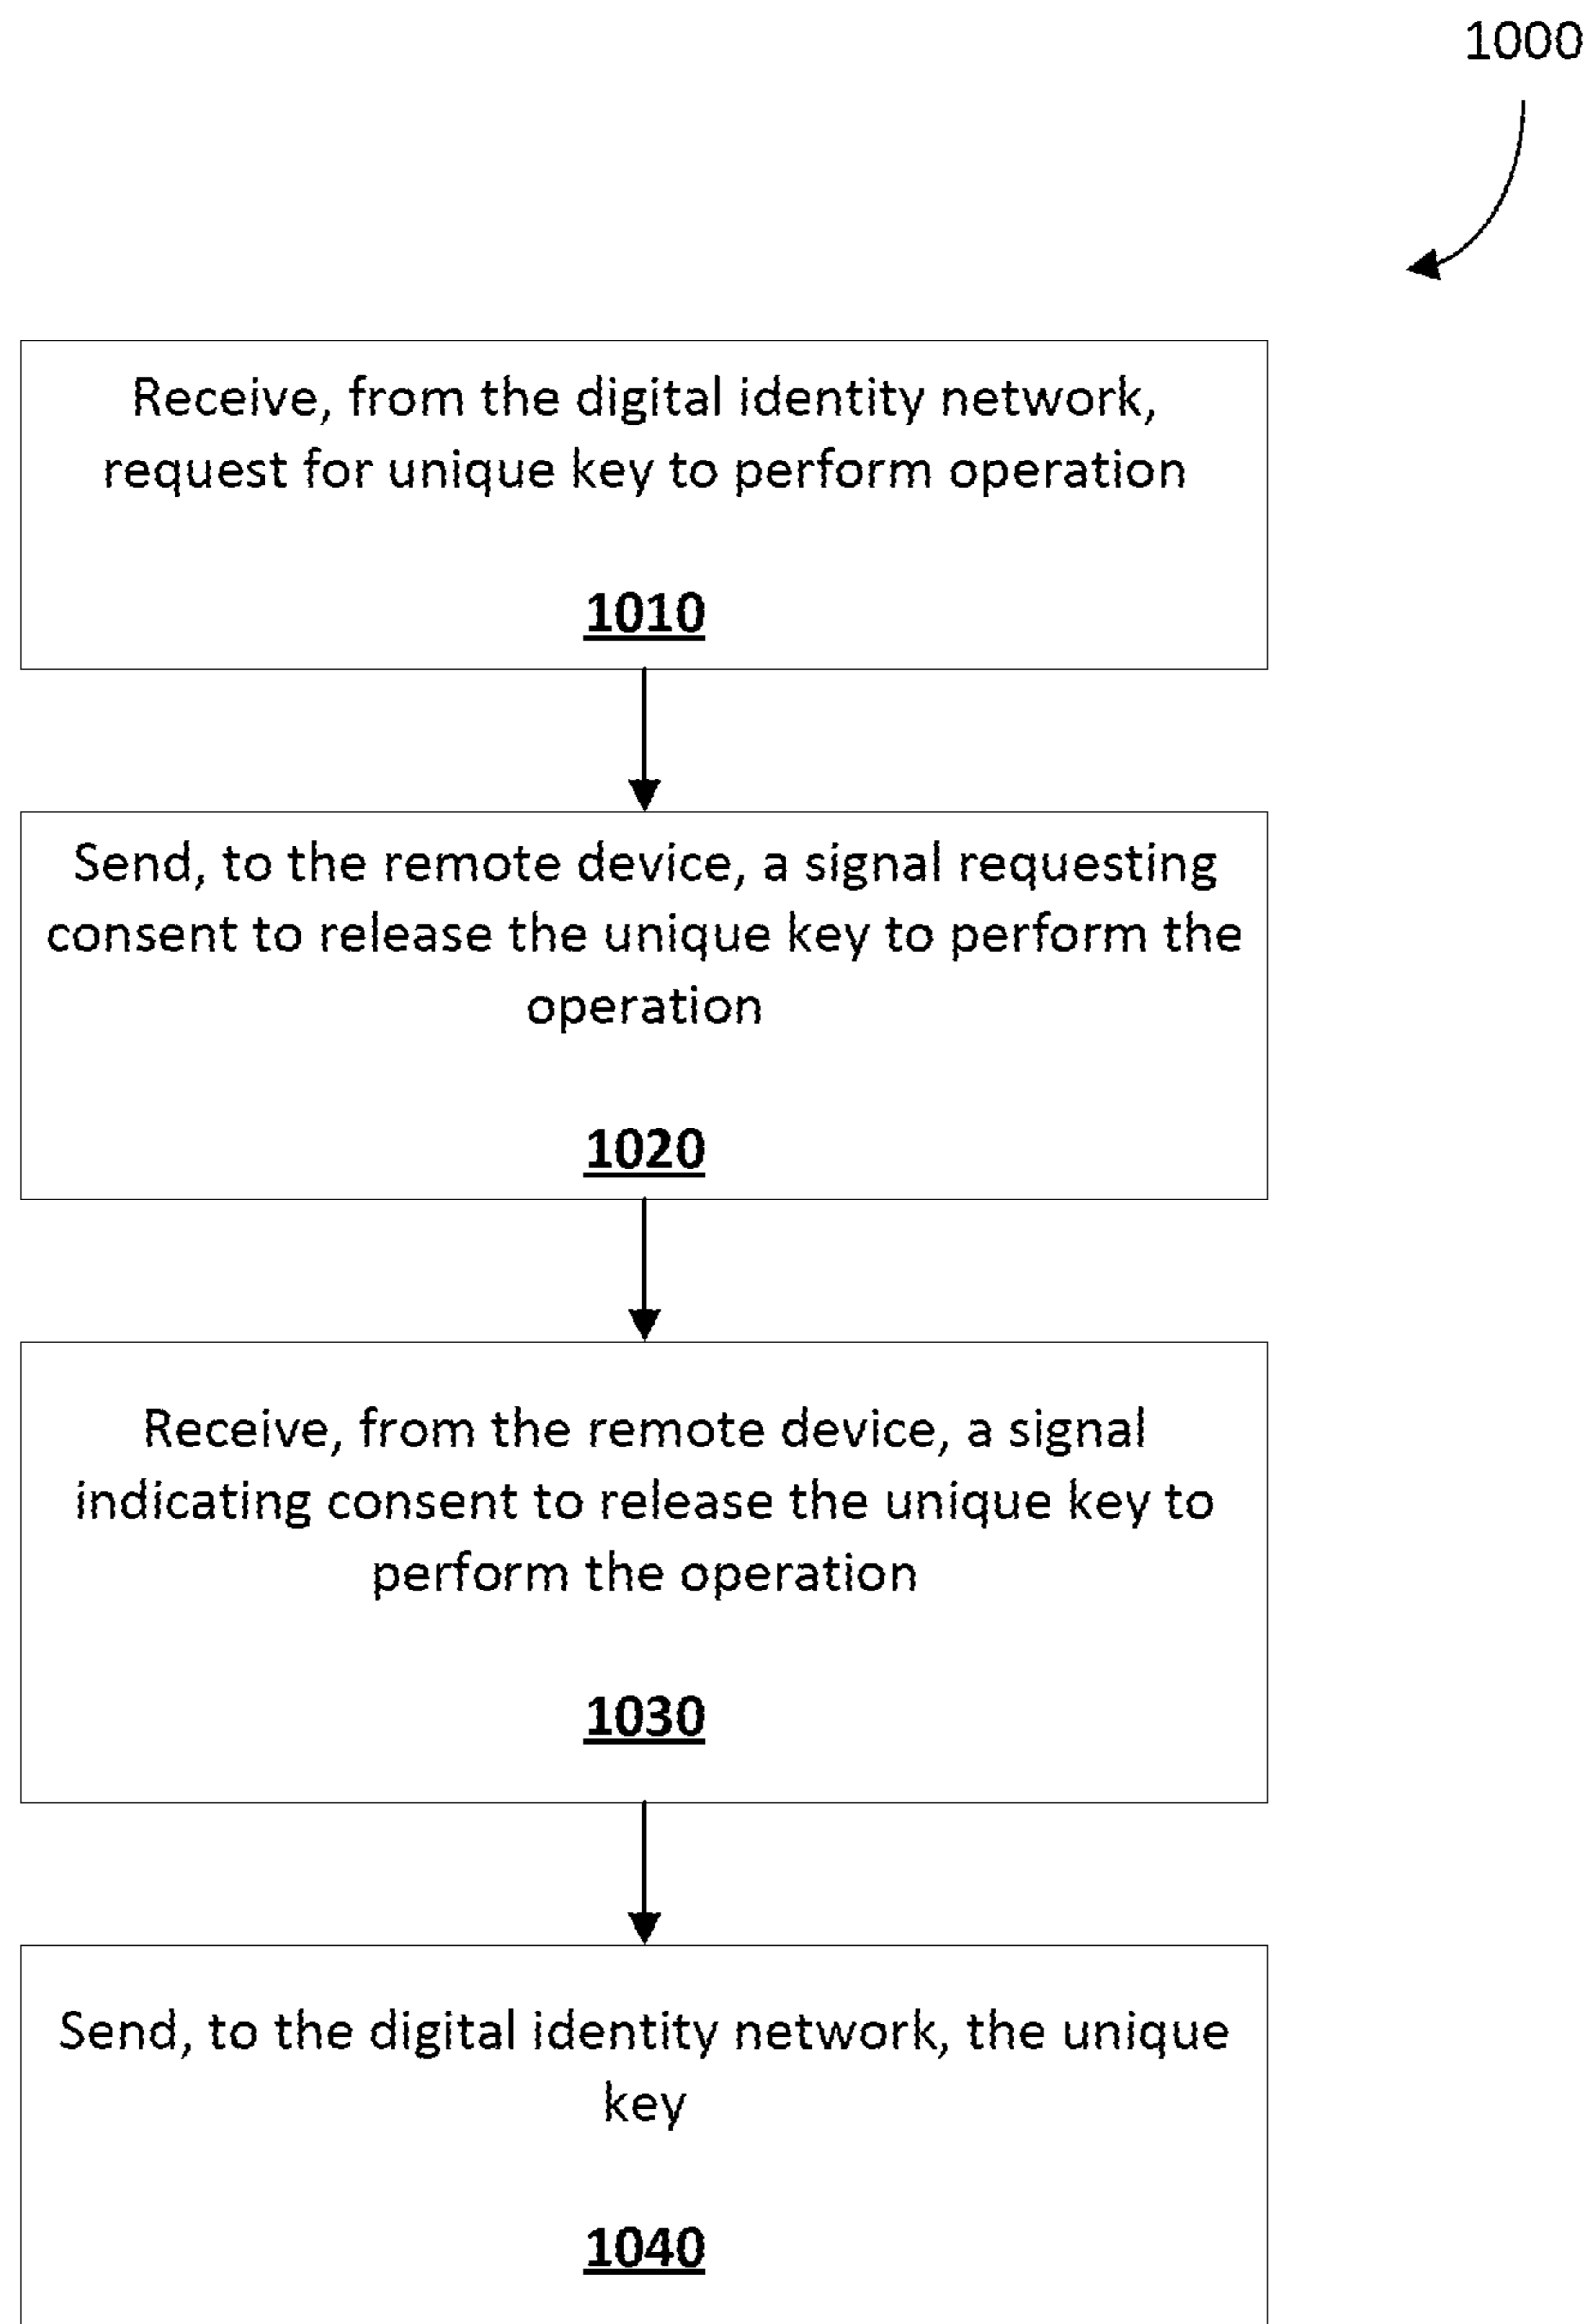 1000
Receive, from the digital identity network,
request for unique key to perform operation
1010
Send, to the remote device, a signal requesting
consent to release the unique key to perform the
operation
1020
Receive, from the remote device, a signal
indicating consent to release the unique key to
perform the operation
1030
Send, to the digital identity network, the unique
key
1040